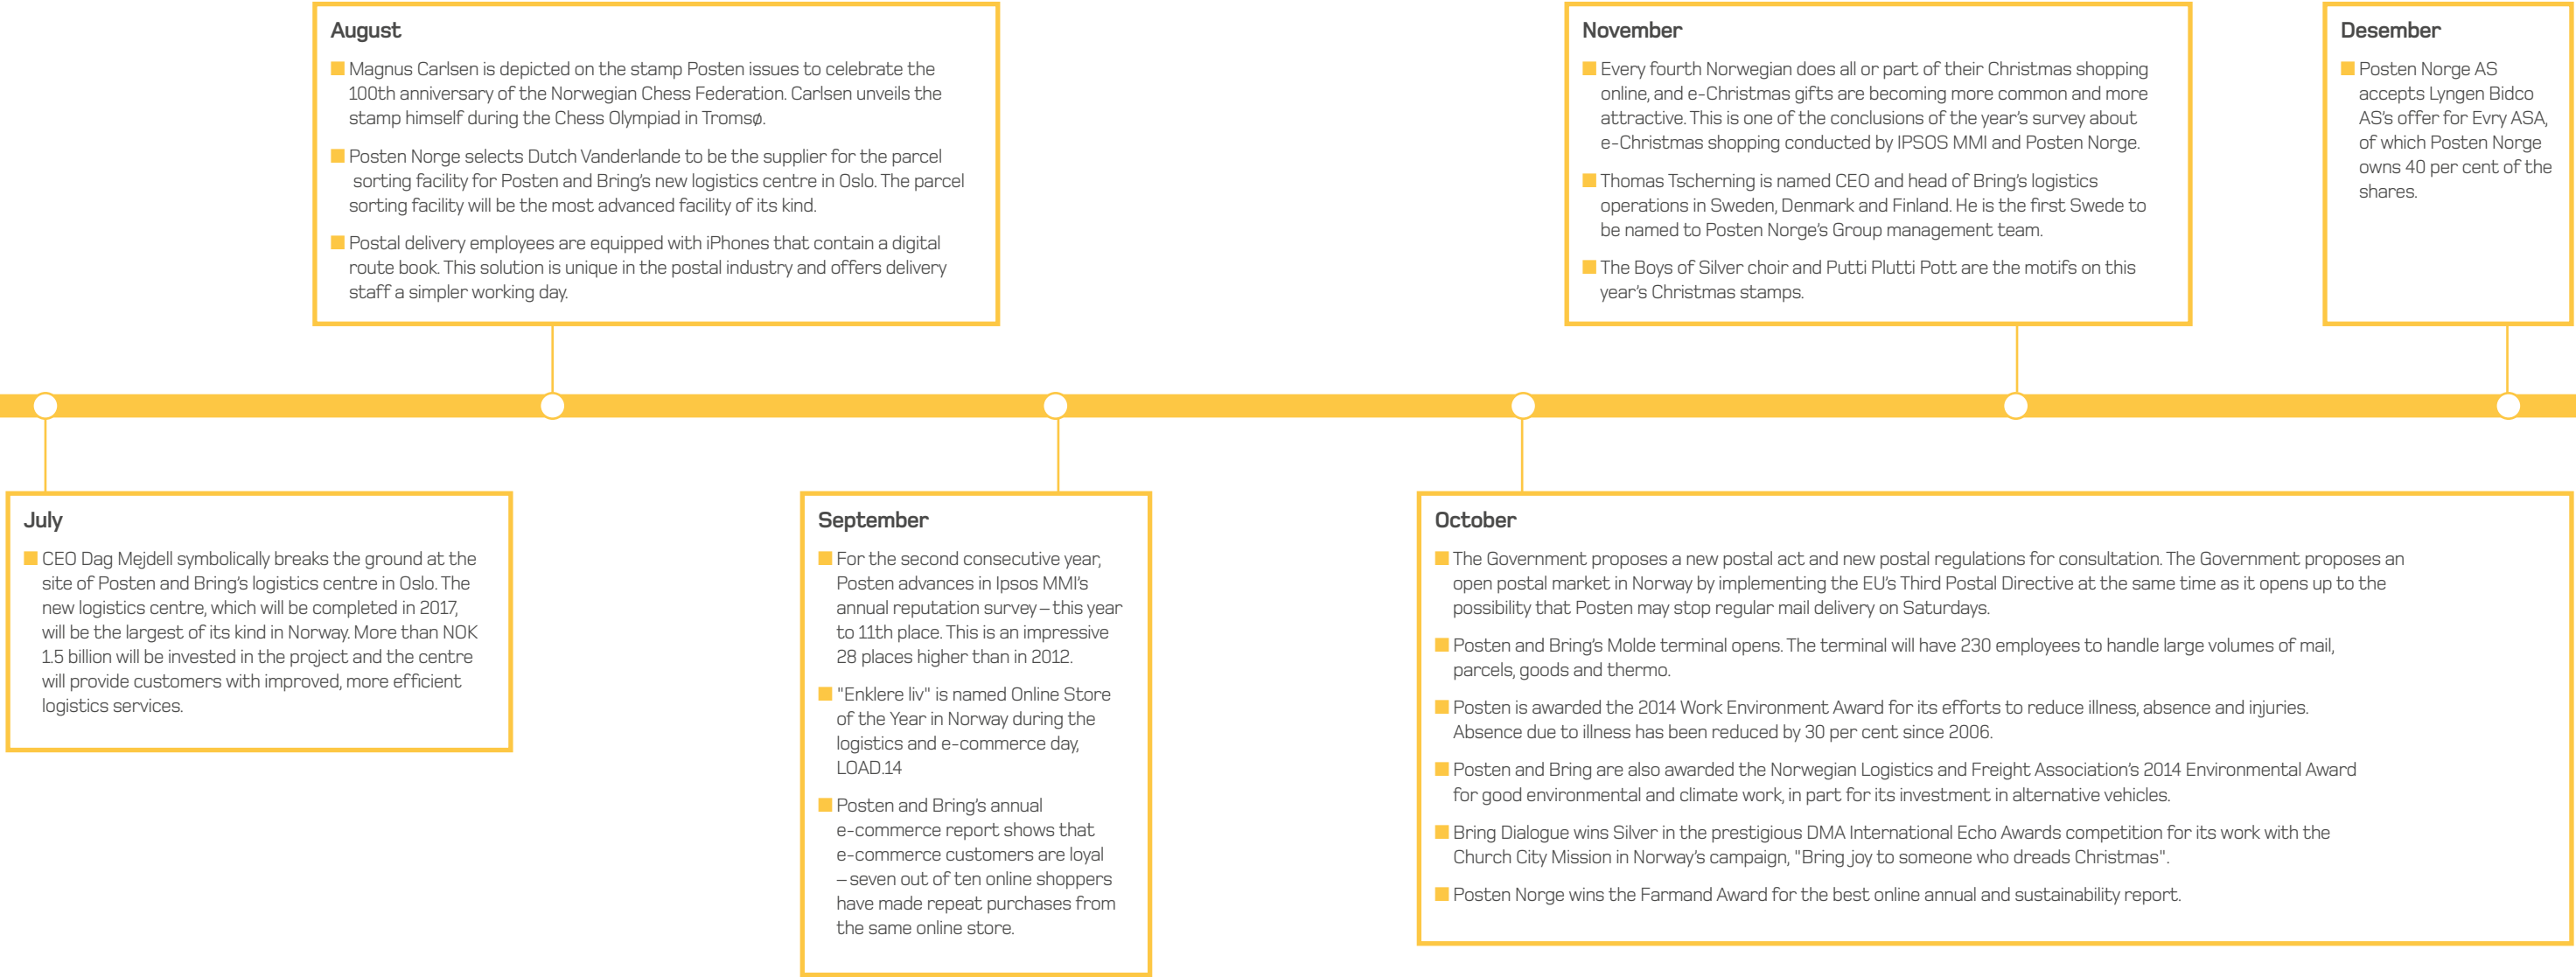 August
Magnus Carlsen is depicted on the stamp Posten issues to celebrate the
100th anniversary of the Norwegian Chess Federation. Carlsen unveils the
stamp himself during the Chess Olympiad in Tromsø.
Posten Norge selects Dutch Vanderlande to be the supplier for the parcel
sorting facility for Posten and Bring's new logistics centre in Oslo. The parcel
sorting facility will be the most advanced facility of its kind.
Postal delivery employees are equipped with iPhones that contain a digital
route book. This solution is unique in the postal industry and offers delivery
staff a simpler working day.
November
Every fourth Norwegian does all or part of their Christmas shopping
online, and e-Christmas gifts are becoming more common and more
attractive. This is one of the conclusions of the year's survey about
e-Christmas shopping conducted by IPSOS MMI and Posten Norge.
Thomas Tscherning is named CEO and head of Bring's logistics
operations in Sweden, Denmark and Finland. He is the first Swede to
be named to Posten Norge's Group management team.
The Boys of Silver choir and Putti Plutti Pott are the motifs on this
year's Christmas stamps.
Desember
Posten Norge AS
accepts Lyngen Bidco
AS's offer for Evry ASA,
of which Posten Norge
owns 40 per cent of the
shares.
July
CEO Dag Mejdell symbolically breaks the ground at the
site of Posten and Bring's logistics centre in Oslo. The
new logistics centre, which will be completed in 2017,
will be the largest of its kind in Norway. More than NOK
1.5 billion will be invested in the project and the centre
will provide customers with improved, more efficient
logistics services.
September
For the second consecutive year,
Posten advances in Ipsos MMI's
annual reputation survey – this year
to 11th place. This is an impressive
28 places higher than in 2012.
"Enklere liv" is named Online Store
of the Year in Norway during the
logistics and e-commerce day,
LOAD.14
Posten and Bring's annual
e-commerce report shows that
e-commerce customers are loyal
– seven out of ten online shoppers
have made repeat purchases from
the same online store.
October
The Government proposes a new postal act and new postal regulations for consultation. The Government proposes an
open postal market in Norway by implementing the EU's Third Postal Directive at the same time as it opens up to the
possibility that Posten may stop regular mail delivery on Saturdays.
Posten and Bring's Molde terminal opens. The terminal will have 230 employees to handle large volumes of mail,
parcels, goods and thermo.
Posten is awarded the 2014 Work Environment Award for its efforts to reduce illness, absence and injuries.
Absence due to illness has been reduced by 30 per cent since 2006.
Posten and Bring are also awarded the Norwegian Logistics and Freight Association's 2014 Environmental Award
for good environmental and climate work, in part for its investment in alternative vehicles.
Bring Dialogue wins Silver in the prestigious DMA International Echo Awards competition for its work with the
Church City Mission in Norway's campaign, "Bring joy to someone who dreads Christmas".
Posten Norge wins the Farmand Award for the best online annual and sustainability report.